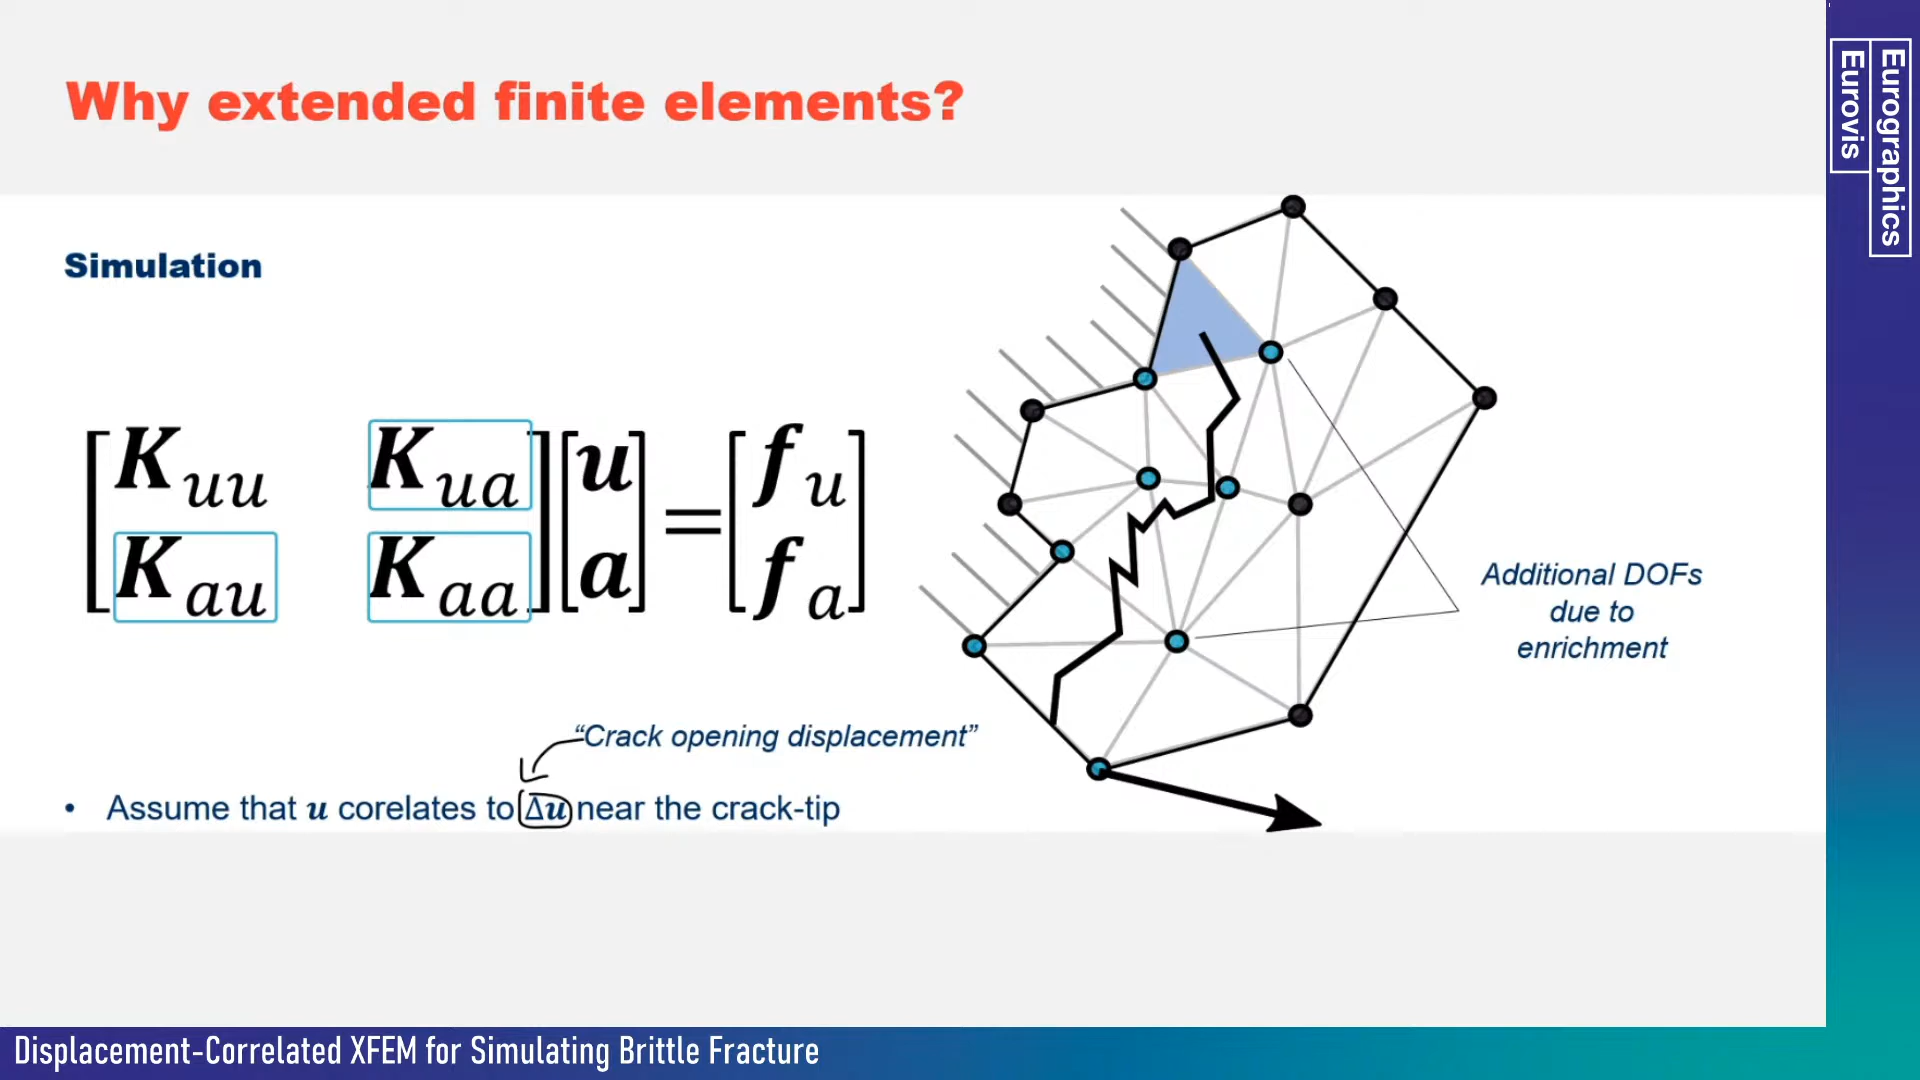 Why extended finite elements?
Eurographics
Eurovis
Simulation
[K_uu K_ua; K_au K_aa] [u; a] = [f_u; f_a]
Additional DOFs
due to
enrichment
“Crack opening displacement”
• Assume that u corelates to Δu near the crack-tip
Displacement-Correlated XFEM for Simulating Brittle Fracture